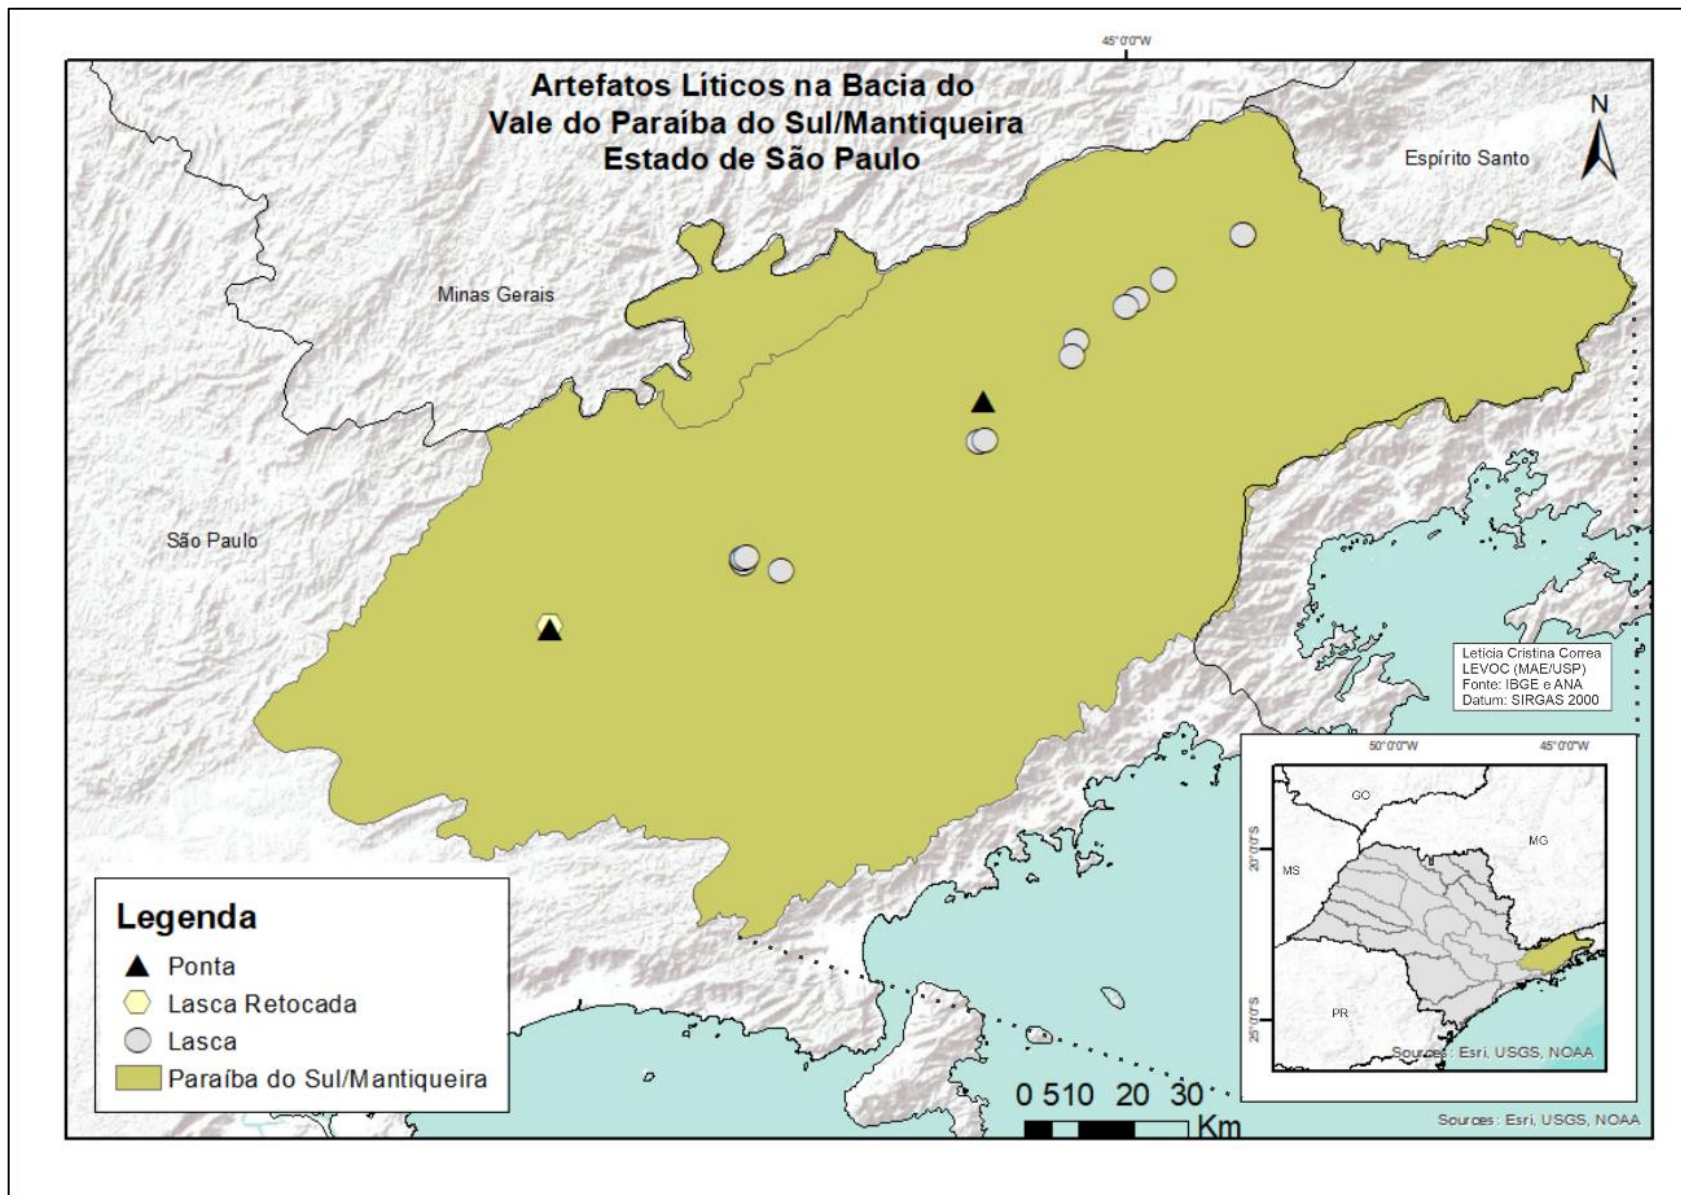 45°0'0"W
Artefatos Líticos na Bacia do
Vale do Paraíba do Sul/Mantiqueira
Estado de São Paulo
N
Espírito Santo
Minas Gerais
São Paulo
Letícia Cristina Correa
LEVOC (MAE/USP)
Fonte: IBGE e ANA
Datum: SIRGAS 2000
50°0'0"W 45°0'0"W
GO
MG
20°0'0"S
MS
25°0'0"S
PR
Sources: Esri, USGS, NOAA
Legenda
Ponta
Lasca Retocada
Lasca
Paraíba do Sul/Mantiqueira
0 5 10 20 30
Km
Sources: Esri, USGS, NOAA